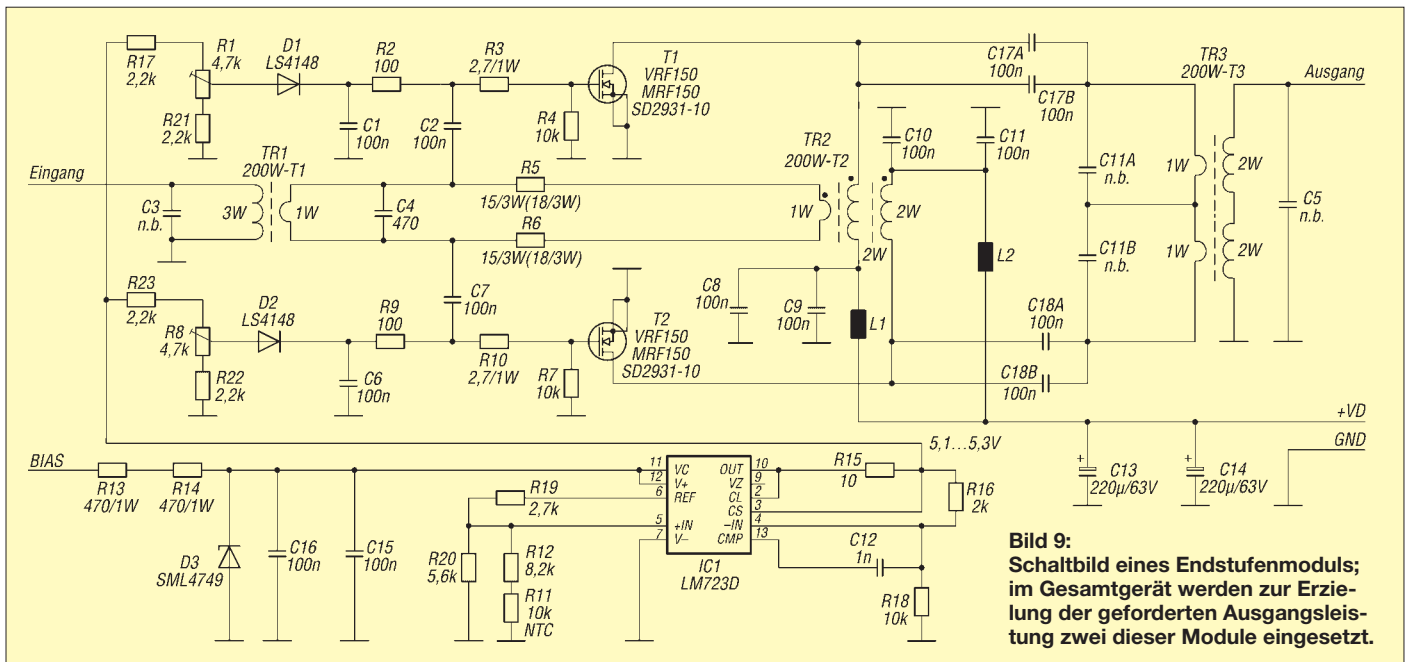 R17
2,2k
R1
4,7k
D1
LS4148
R2
100
R3
2,7/1W
T1
VRF150
MRF150
SD2931-10
C17A
100n
C17B
100n
TR3
200W-T3
Ausgang
R21
2,2k
C1
100n
C2
100n
R4
10k
TR1
200W-T1
Eingang
R5
15/3W(18/3W)
TR2
200W-T2
C10
100n
C11
100n
1W
2W
C11A
n.b.
C3
n.b.
3W
1W
C4
470
R6
15/3W(18/3W)
1W
2W
2W
L2
C11B
n.b.
1W
2W
C5
n.b.
R23
2,2k
R8
4,7k
D2
LS4148
R9
100
C7
100n
R10
2,7/1W
T2
VRF150
MRF150
SD2931-10
C8
100n
C9
100n
L1
C18A
100n
C18B
100n
R22
2,2k
C6
100n
R7
10k
+VD
GND
5,1...5,3V
BIAS
R13
470/1W
R14
470/1W
D3
SML4749
C16
100n
C15
100n
R19
2,7k
R20
5,6k
R12
8,2k
R11
10k
NTC
11 VC
12 V+
6 REF
5 +IN
7 V–
OUT 10
VZ 9
CL 2
CS 3
–IN 4
CMP 13
IC1
LM723D
R15
10
R16
2k
C12
1n
R18
10k
+
C13
220µ/63V
+
C14
220µ/63V
Bild 9:
Schaltbild eines Endstufenmoduls;
im Gesamtgerät werden zur Erzie-
lung der geforderten Ausgangsleis-
tung zwei dieser Module eingesetzt.